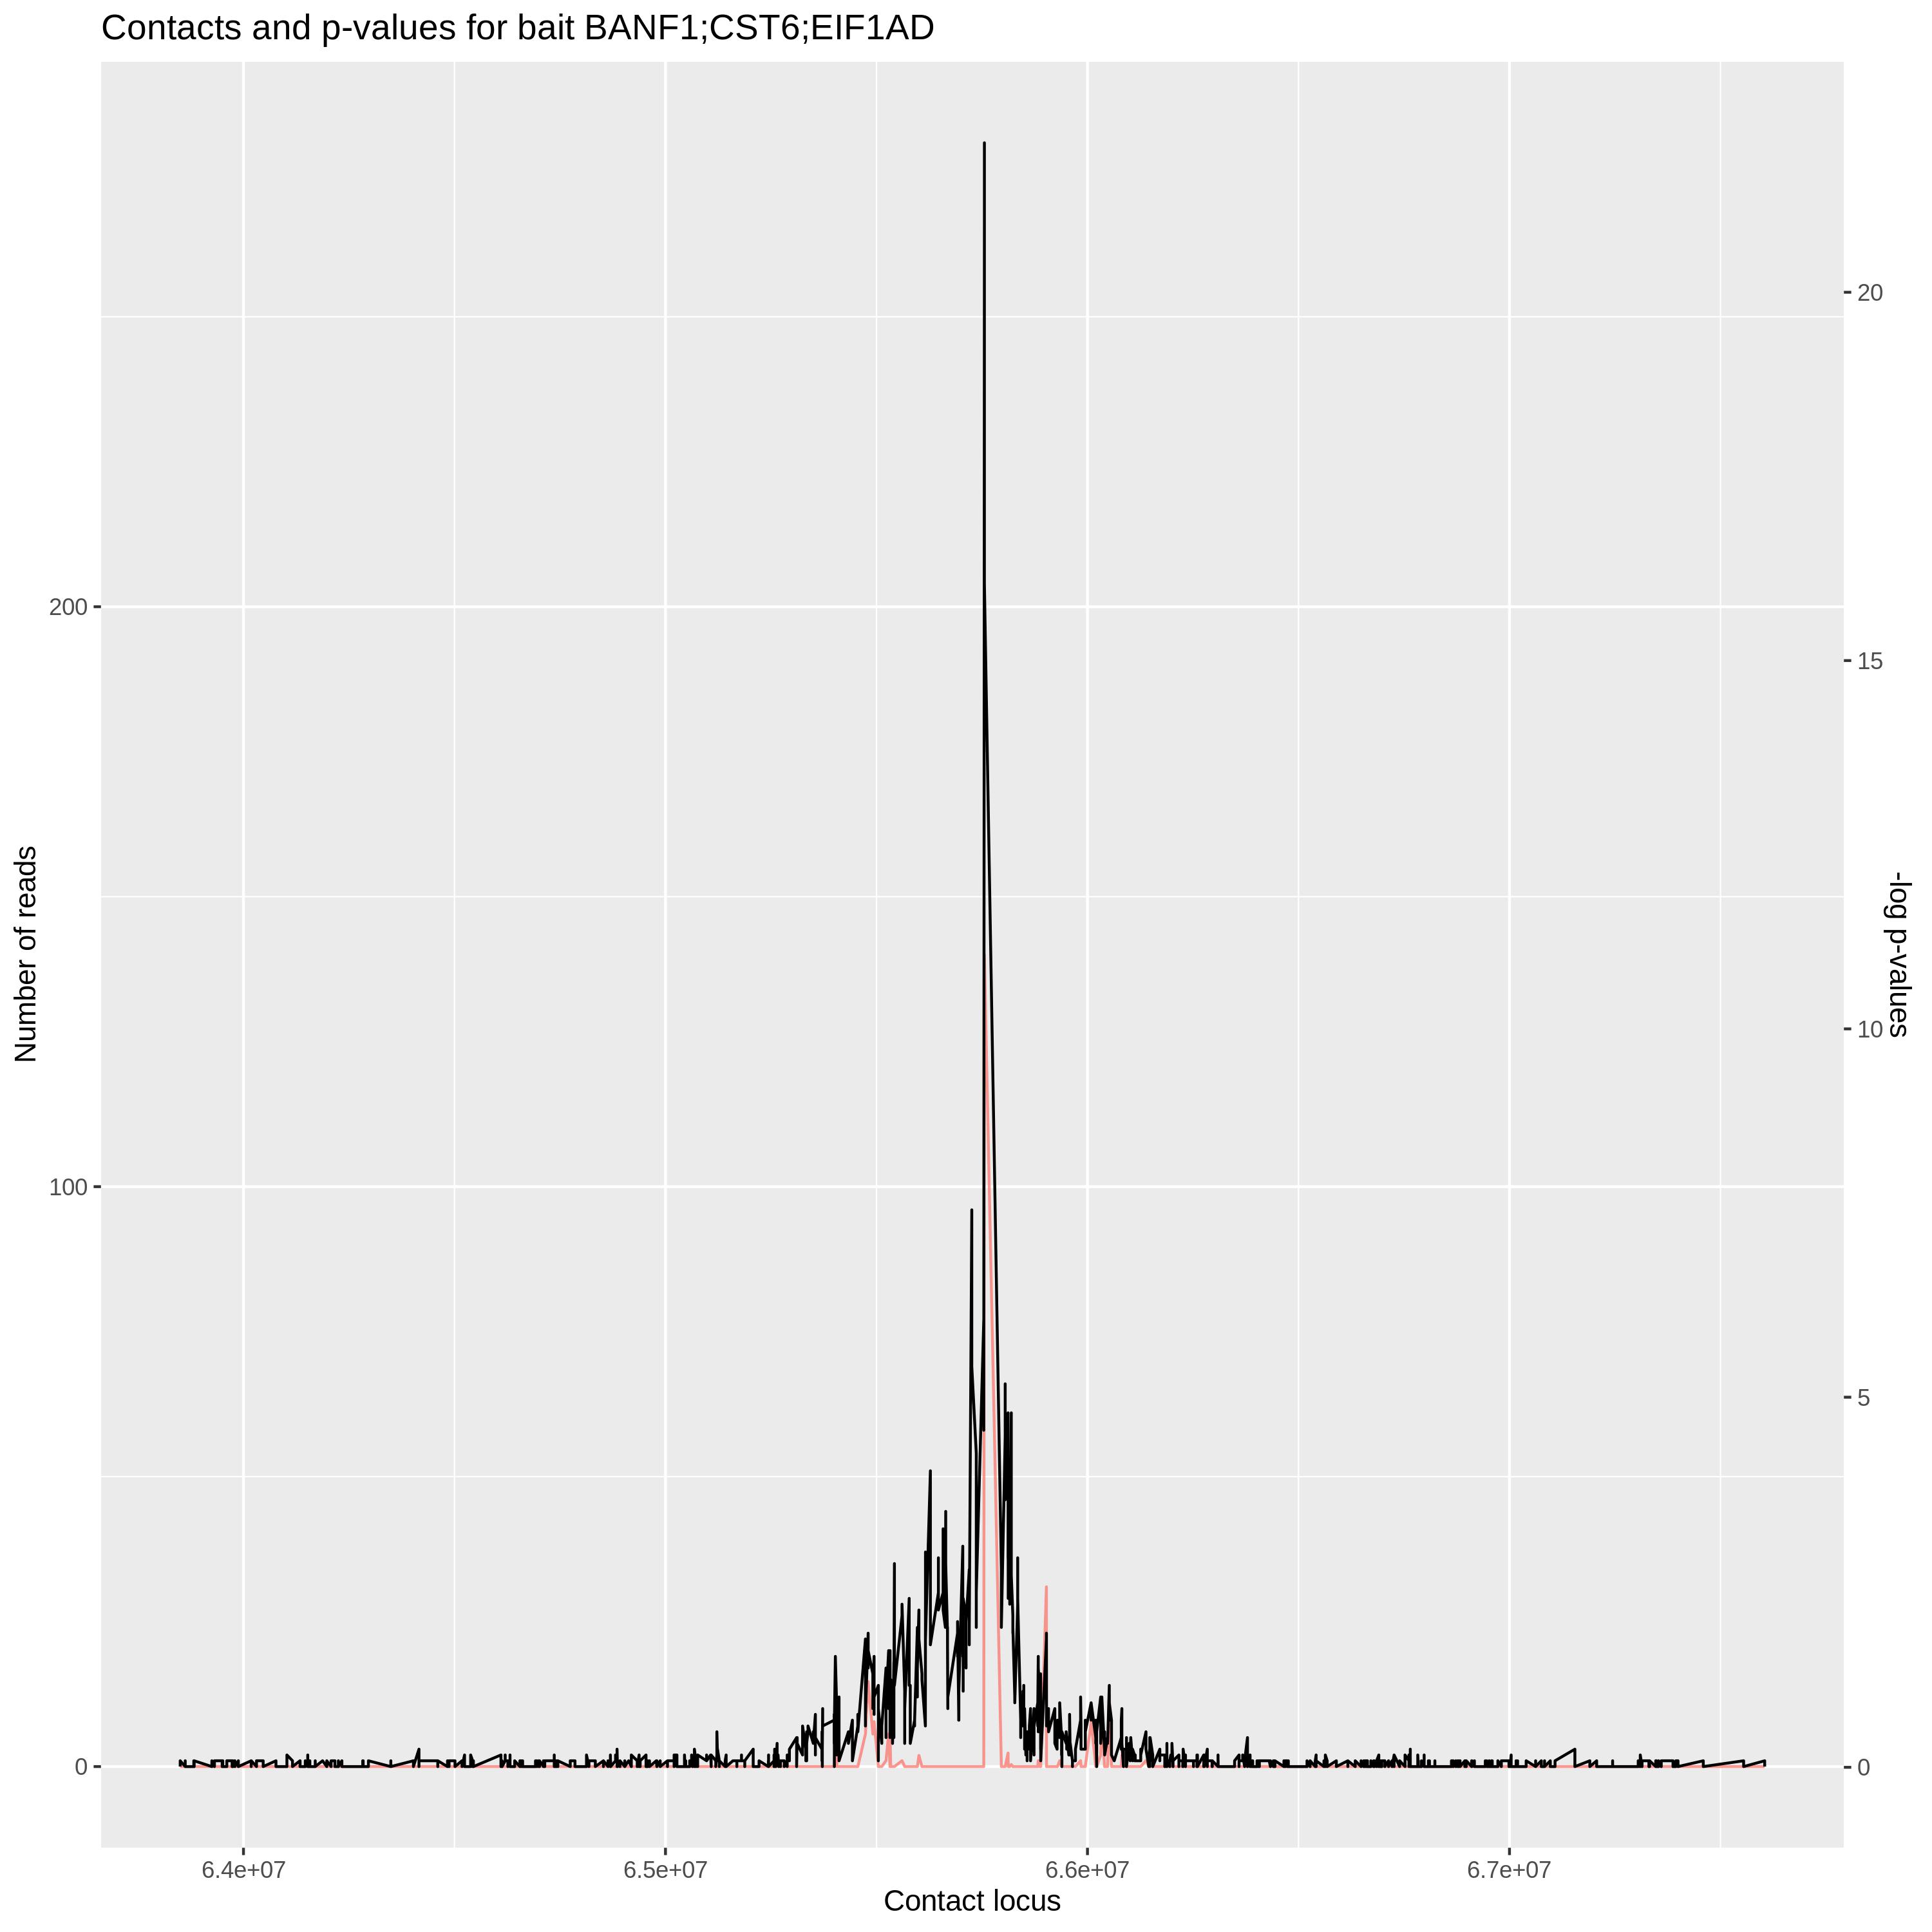 Contacts and p-values for bait BANF1;CST6;EIF1AD
Number of reads
200
100
0
20
15
10
5
0
-log p-values
6.4e+07
6.5e+07
6.6e+07
6.7e+07
Contact locus